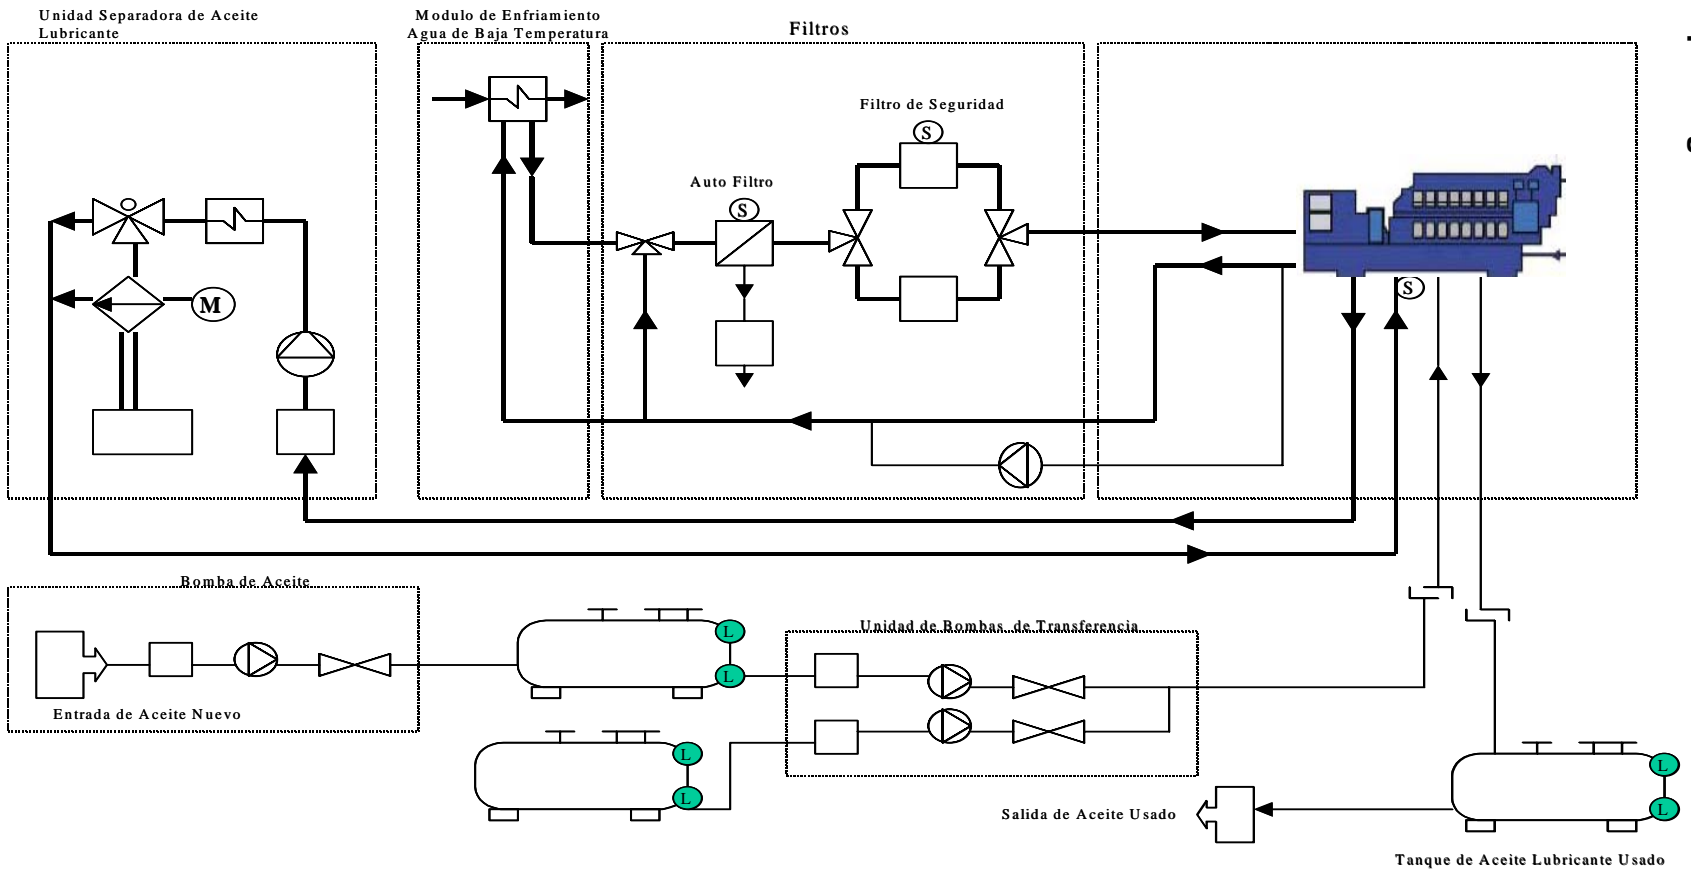 Unidad Separadora de Aceite
Lubricante
Modulo de Enfriamiento
Agua de Baja Temperatura
Filtros
Filtro de Seguridad
S
Auto Filtro
S
M
S
Bomba de Aceite
Entrada de Aceite Nuevo
L
L
Unidad de Bombas de Transferencia
L
L
Salida de Aceite Usado
L
L
Tanque de Aceite Lubricante Usado